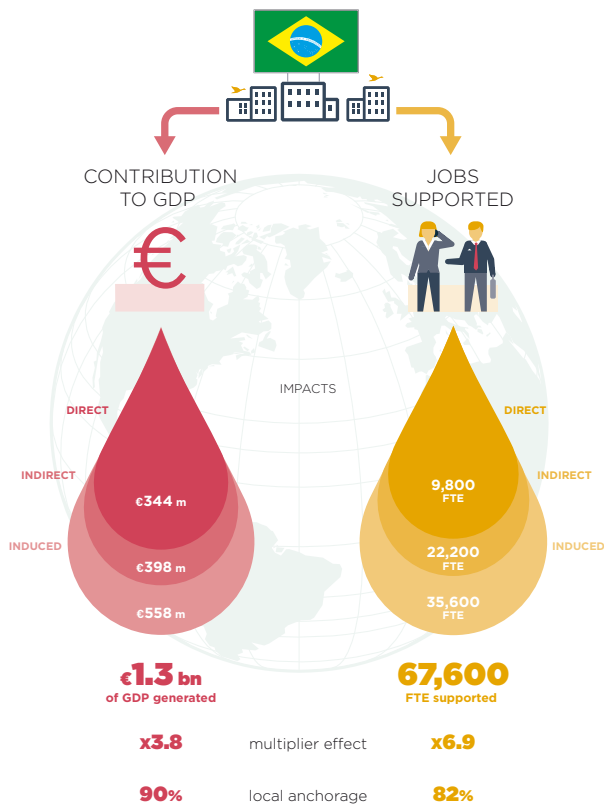 CONTRIBUTION
TO GDP
JOBS
SUPPORTED
€
IMPACTS
DIRECT
INDIRECT
INDUCED
€344 m
€398 m
€558 m
DIRECT
INDIRECT
INDUCED
9,800
FTE
22,200
FTE
35,600
FTE
€1.3 bn
of GDP generated
67,600
FTE supported
x3.8 multiplier effect x6.9
90% local anchorage 82%